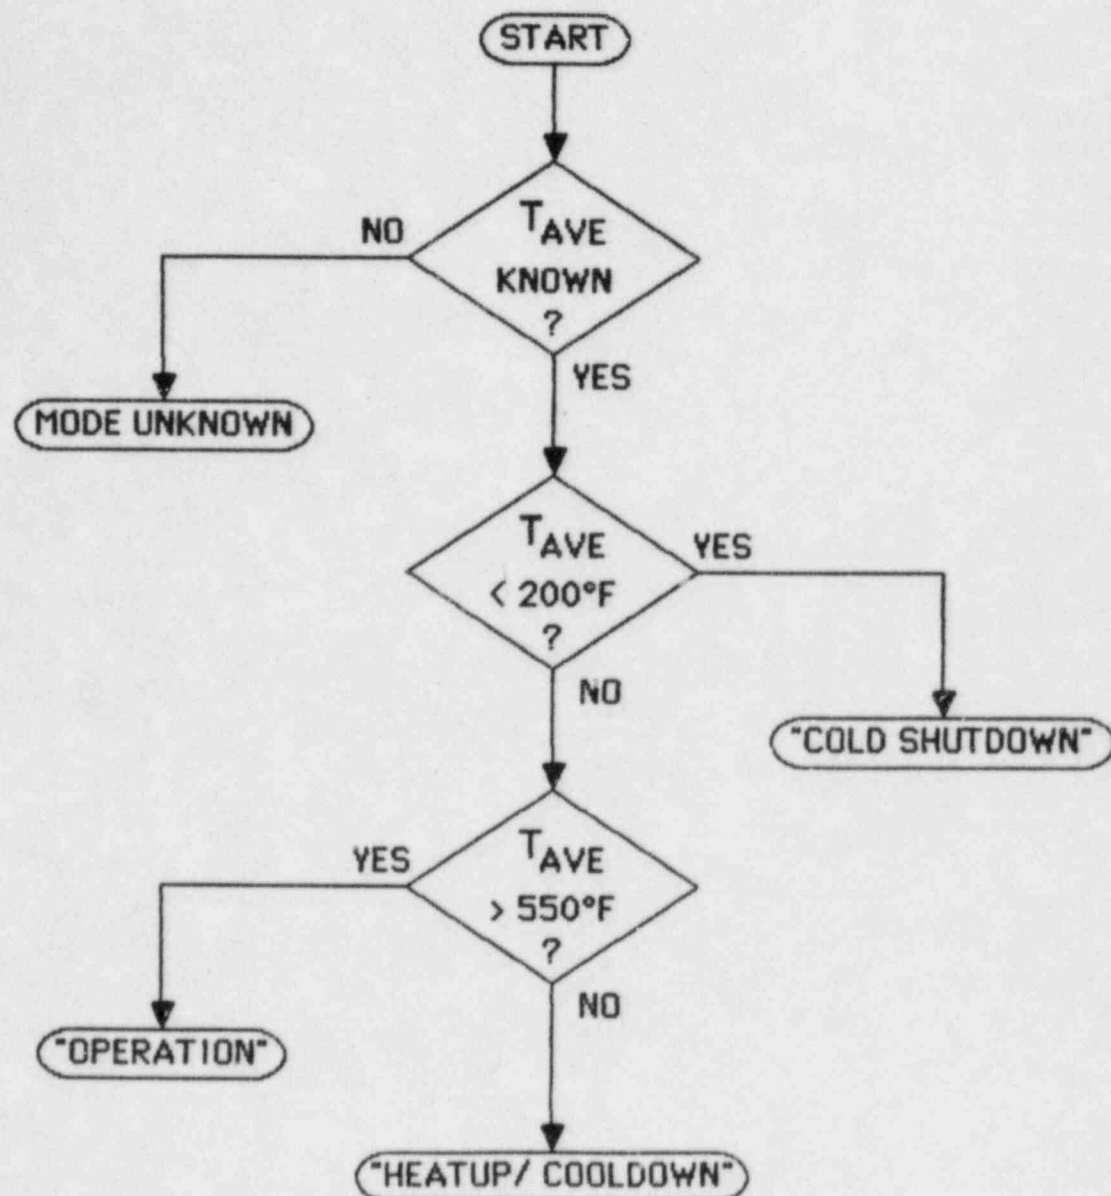 START
NO
TAVE
KNOWN
?
YES
MODE UNKNOWN
TAVE
< 200°F
?
YES
NO
"COLD SHUTDOWN"
YES
TAVE
> 550°F
?
NO
"OPERATION"
"HEATUP/ COOLDOWN"